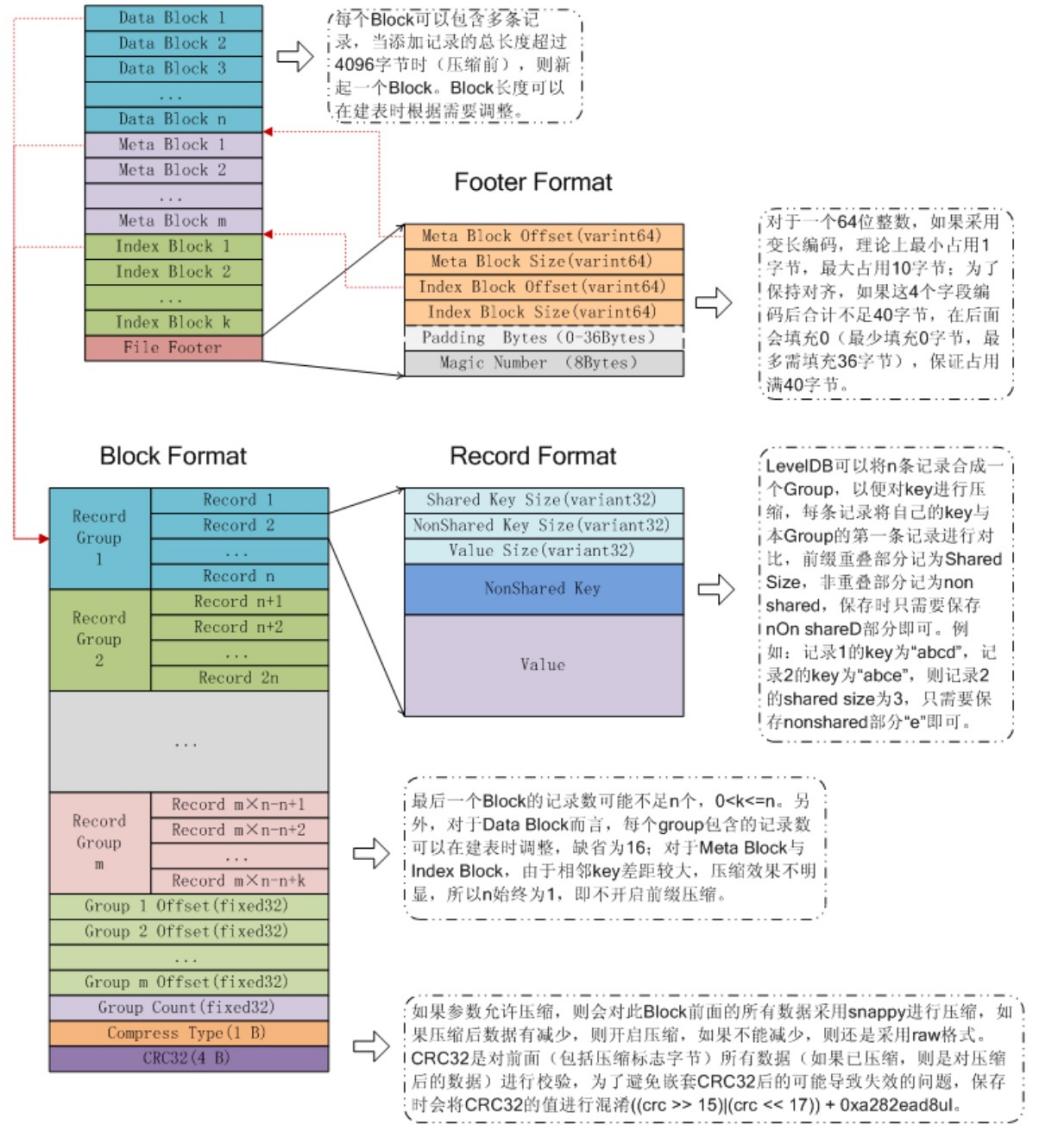 Data Block 1
Data Block 2
Data Block 3
...
Data Block n
Meta Block 1
Meta Block 2
...
Meta Block m
Index Block 1
Index Block 2
...
Index Block k
File Footer
每个Block可以包含多条记
录，当添加记录的总长度超过
4096字节时（压缩前），则新
起一个Block。Block长度可以
在建表时根据需要调整。
Footer Format
Meta Block Offset(varint64)
Meta Block Size(varint64)
Index Block Offset(varint64)
Index Block Size(varint64)
Padding Bytes (0-36Bytes)
Magic Number (8Bytes)
对于一个64位整数，如果采用
变长编码，理论上最小占用1
字节，最大占用10字节；为了
保持对齐，如果这4个字段编
码后合计不足40字节，在后面
会填充0（最少填充0字节，最
多需填充36字节），保证占用
满40字节。
Block Format
Record
Group
1
Record 1
Record 2
...
Record n
Record
Group
2
Record n+1
Record n+2
...
Record 2n
...
Record
Group
m
Record m×n-n+1
Record m×n-n+2
...
Record m×n-n+k
Group 1 Offset(fixed32)
Group 2 Offset(fixed32)
...
Group m Offset(fixed32)
Group Count(fixed32)
Compress Type(1 B)
CRC32(4 B)
Record Format
Shared Key Size(variant32)
NonShared Key Size(variant32)
Value Size(variant32)
NonShared Key
Value
LevelDB可以将n条记录合成一
个Group，以便对key进行压
缩，每条记录将自己的key与
本Group的第一条记录进行对
比，前缀重叠部分记为Shared
Size，非重叠部分记为non
shared，保存时只需要保存
nOn shareD部分即可。例
如：记录1的key为“abcd”，记
录2的key为“abce”，则记录2
的shared size为3，只需要保
存nonshared部分“e”即可。
最后一个Block的记录数可能不足n个，0<k<=n。另
外，对于Data Block而言，每个group包含的记录数
可以在建表时调整，缺省为16；对于Meta Block与
Index Block，由于相邻key差距较大，压缩效果不明
显，所以n始终为1，即不开启前缀压缩。
如果参数允许压缩，则会对此Block前面的所有数据采用snappy进行压缩，如
果压缩后数据有减少，则开启压缩，如果不能减少，则还是采用raw格式。
CRC32是对前面（包括压缩标志字节）所有数据（如果已压缩，则是对压缩
后的数据）进行校验，为了避免嵌套CRC32后的可能导致失效的问题，保存
时会将CRC32的值进行混淆((crc >> 15)|(crc << 17)) + 0xa282ead8ul。